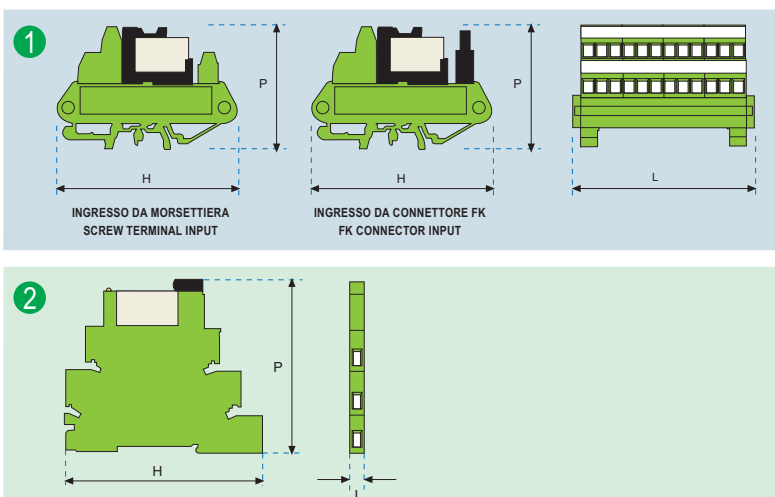 1
P
P
H
H
L
INGRESSO DA MORSETTIERA
SCREW TERMINAL INPUT
INGRESSO DA CONNETTORE FK
FK CONNECTOR INPUT
2
P
H
L